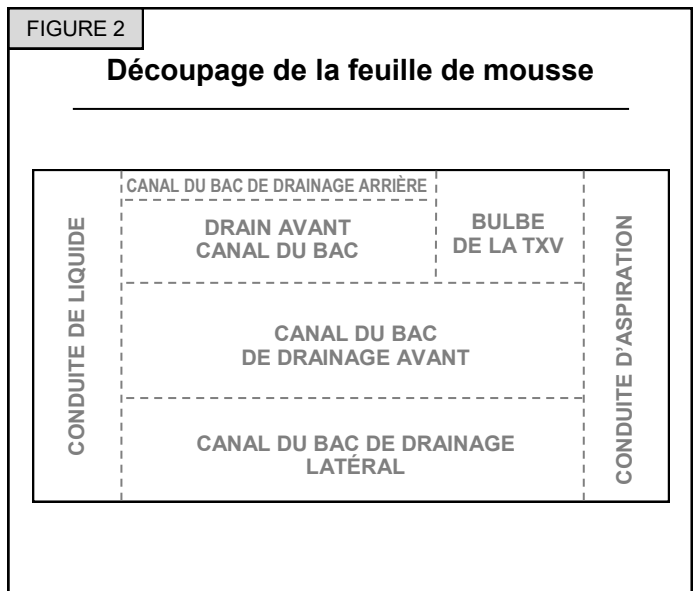 FIGURE 2
Découpage de la feuille de mousse
CONDUITE DE LIQUIDE
CANAL DU BAC DE DRAINAGE ARRIÈRE
DRAIN AVANT
CANAL DU BAC
BULBE
DE LA TXV
CANAL DU BAC
DE DRAINAGE AVANT
CANAL DU BAC DE DRAINAGE
LATÉRAL
CONDUITE D'ASPIRATION